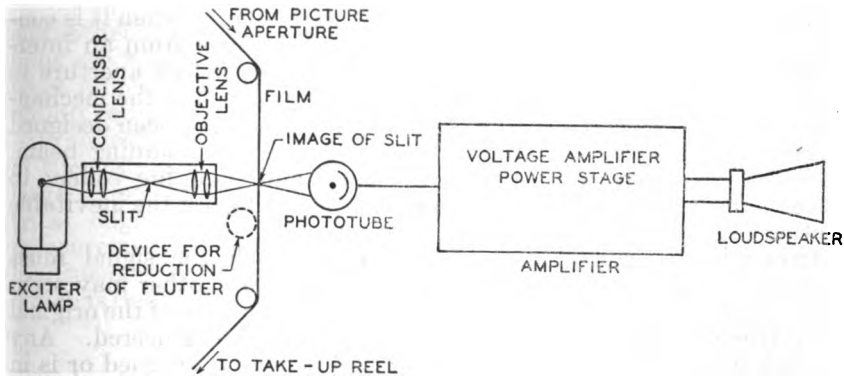 FROM PICTURE
APERTURE
CONDENSER
LENS
OBJECTIVE
LENS
FILM
IMAGE OF SLIT
VOLTAGE AMPLIFIER
POWER STAGE
SLIT
PHOTOTUBE
LOUDSPEAKER
DEVICE FOR
REDUCTION
OF FLUTTER
AMPLIFIER
EXCITER
LAMP
TO TAKE-UP REEL